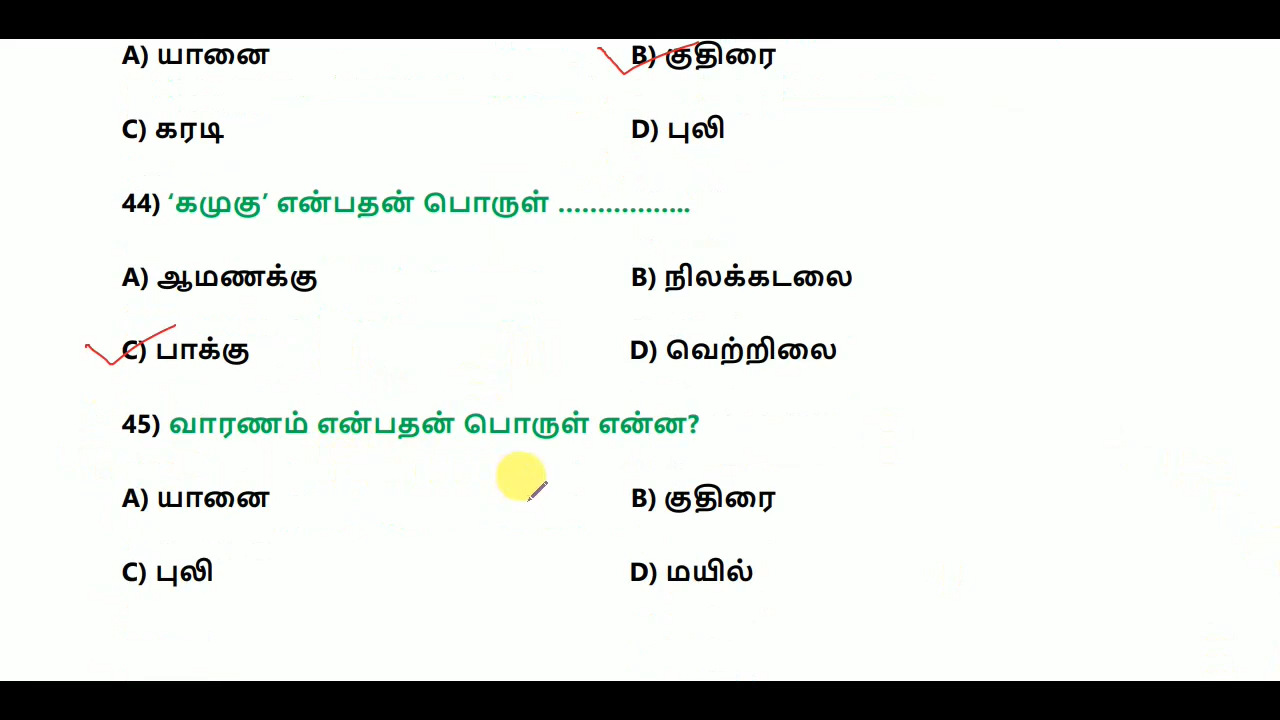 A) யானை B) குதிரை
C) கரடி D) புலி
44) ‘கமுகு’ என்பதன் பொருள் .................
A) ஆமணக்கு B) நிலக்கடலை
C) பாக்கு D) வெற்றிலை
45) வாரணம் என்பதன் பொருள் என்ன?
A) யானை B) குதிரை
C) புலி D) மயில்